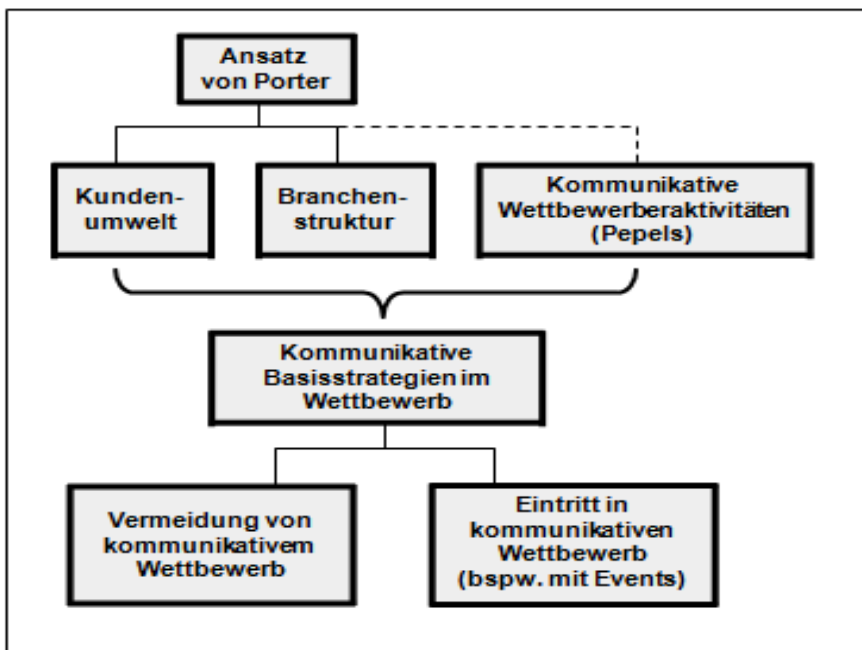 Ansatz
von Porter
Kunden-
umwelt
Branchen-
struktur
Kommunikative
Wettbewerberaktivitäten
(Pepels)
Kommunikative
Basisstrategien im
Wettbewerb
Vermeidung von
kommunikativem
Wettbewerb
Eintritt in
kommunikativen
Wettbewerb
(bspw. mit Events)